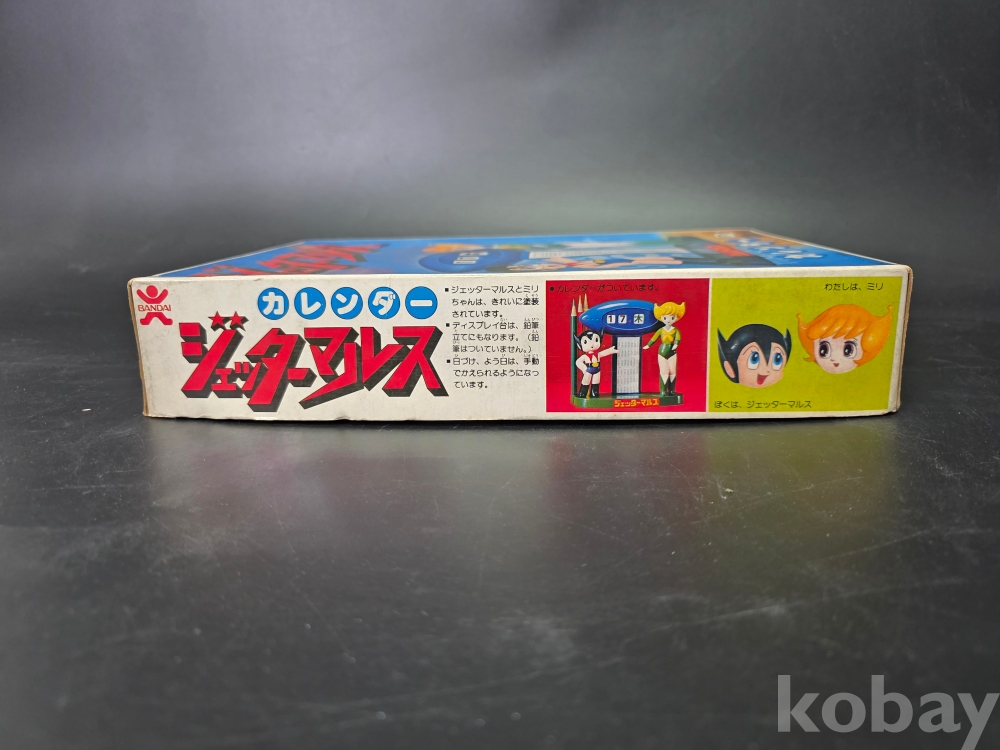 BANDAI
カレンダー
ジェッターマルス
■ジェッターマルスとミリ
ちゃんは、きれいに塗装
されています。
■ディスプレイ台は、鉛筆
立てにもなります。(鉛
筆はついていません。)
■日づけ、よう日は、手動
でかえられるようになっ
ています。
■カレンダーがついています。
17 木
ジェッターマルス
わたしは、ミリ
ぼくは、ジェッターマルス
kobay